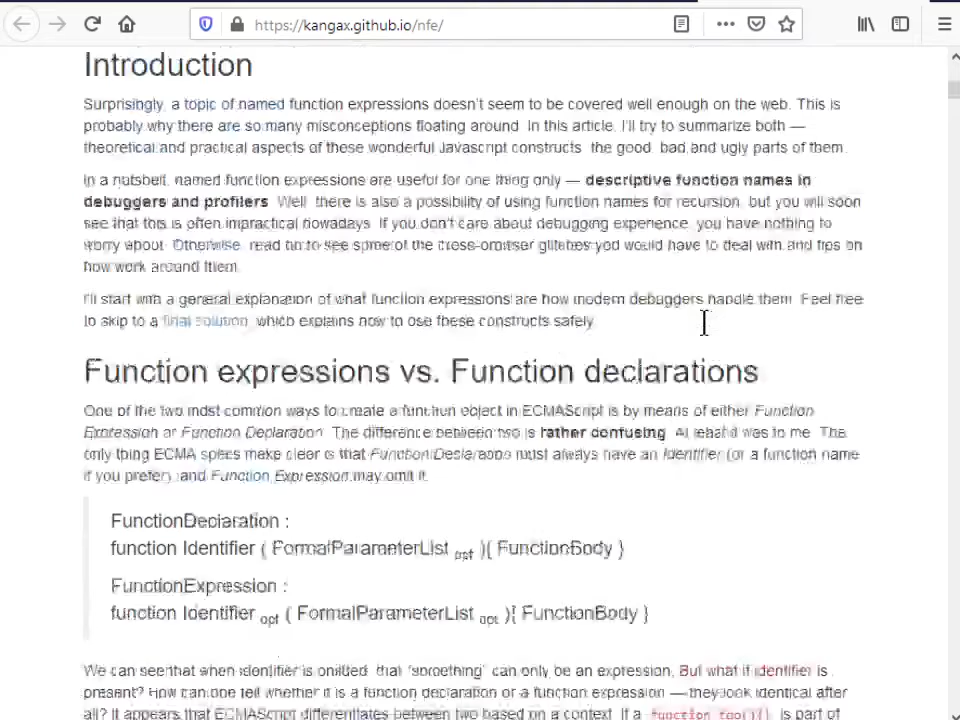 https://kangax.github.io/nfe/
Introduction
Surprisingly, a topic of named function expressions doesn't seem to be covered well enough on the web. This is
probably why there are so many misconceptions floating around. In this article, I'll try to summarize both —
theoretical and practical aspects of these wonderful Javascript constructs; the good, bad and ugly parts of them.
In a nutshell, named function expressions are useful for one thing only — descriptive function names in
debuggers and profilers. Well, there is also a possibility of using function names for recursion, but you will soon
see that this is often impractical nowadays. If you don't care about debugging experience, you have nothing to
worry about. Otherwise, read on to see some of the cross-browser glitches you would have to deal with and tips on
how work around them.
I'll start with a general explanation of what function expressions are how modern debuggers handle them. Feel free
to skip to a final solution, which explains how to use these constructs safely.
Function expressions vs. Function declarations
One of the two most common ways to create a function object in ECMAScript is by means of either Function
Expression or Function Declaration. The difference between two is rather confusing. At least it was to me. The
only thing ECMA specs make clear is that Function Declaration must always have an Identifier (or a function name
if you prefer), and Function Expression may omit it:
FunctionDeclaration :
function Identifier ( FormalParameterList opt ){ FunctionBody }
FunctionExpression :
function Identifier opt ( FormalParameterList opt ){ FunctionBody }
We can see that when identifier is omitted, that "something" can only be an expression. But what if identifier is
present? How can one tell whether it is a function declaration or a function expression — they look identical after
all? It appears that ECMAScript differentiates between two based on a context. If a function foo(){} is part of